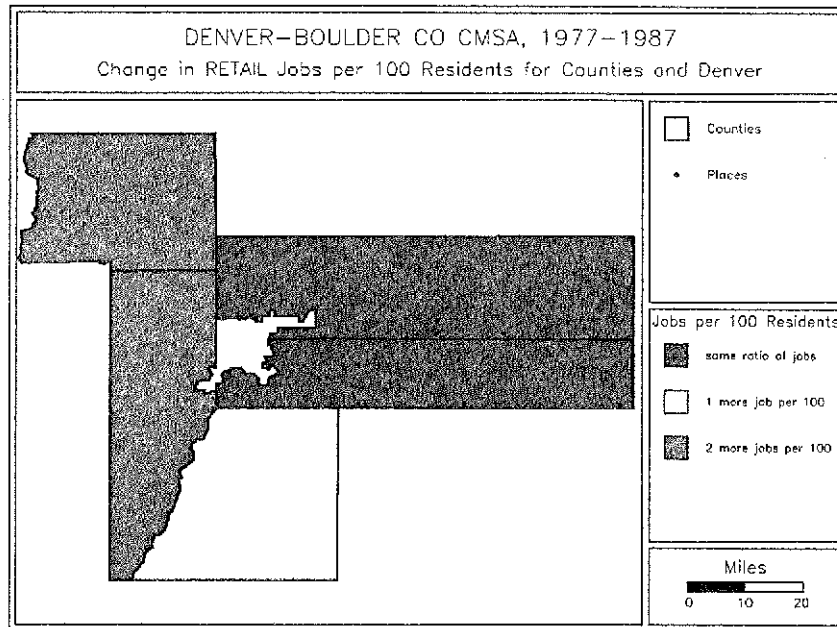 DENVER–BOULDER CO CMSA, 1977–1987
Change in RETAIL Jobs per 100 Residents for Counties and Denver
Counties
Places
Jobs per 100 Residents
same ratio of jobs
1 more job per 100
2 more jobs per 100
Miles
0 10 20